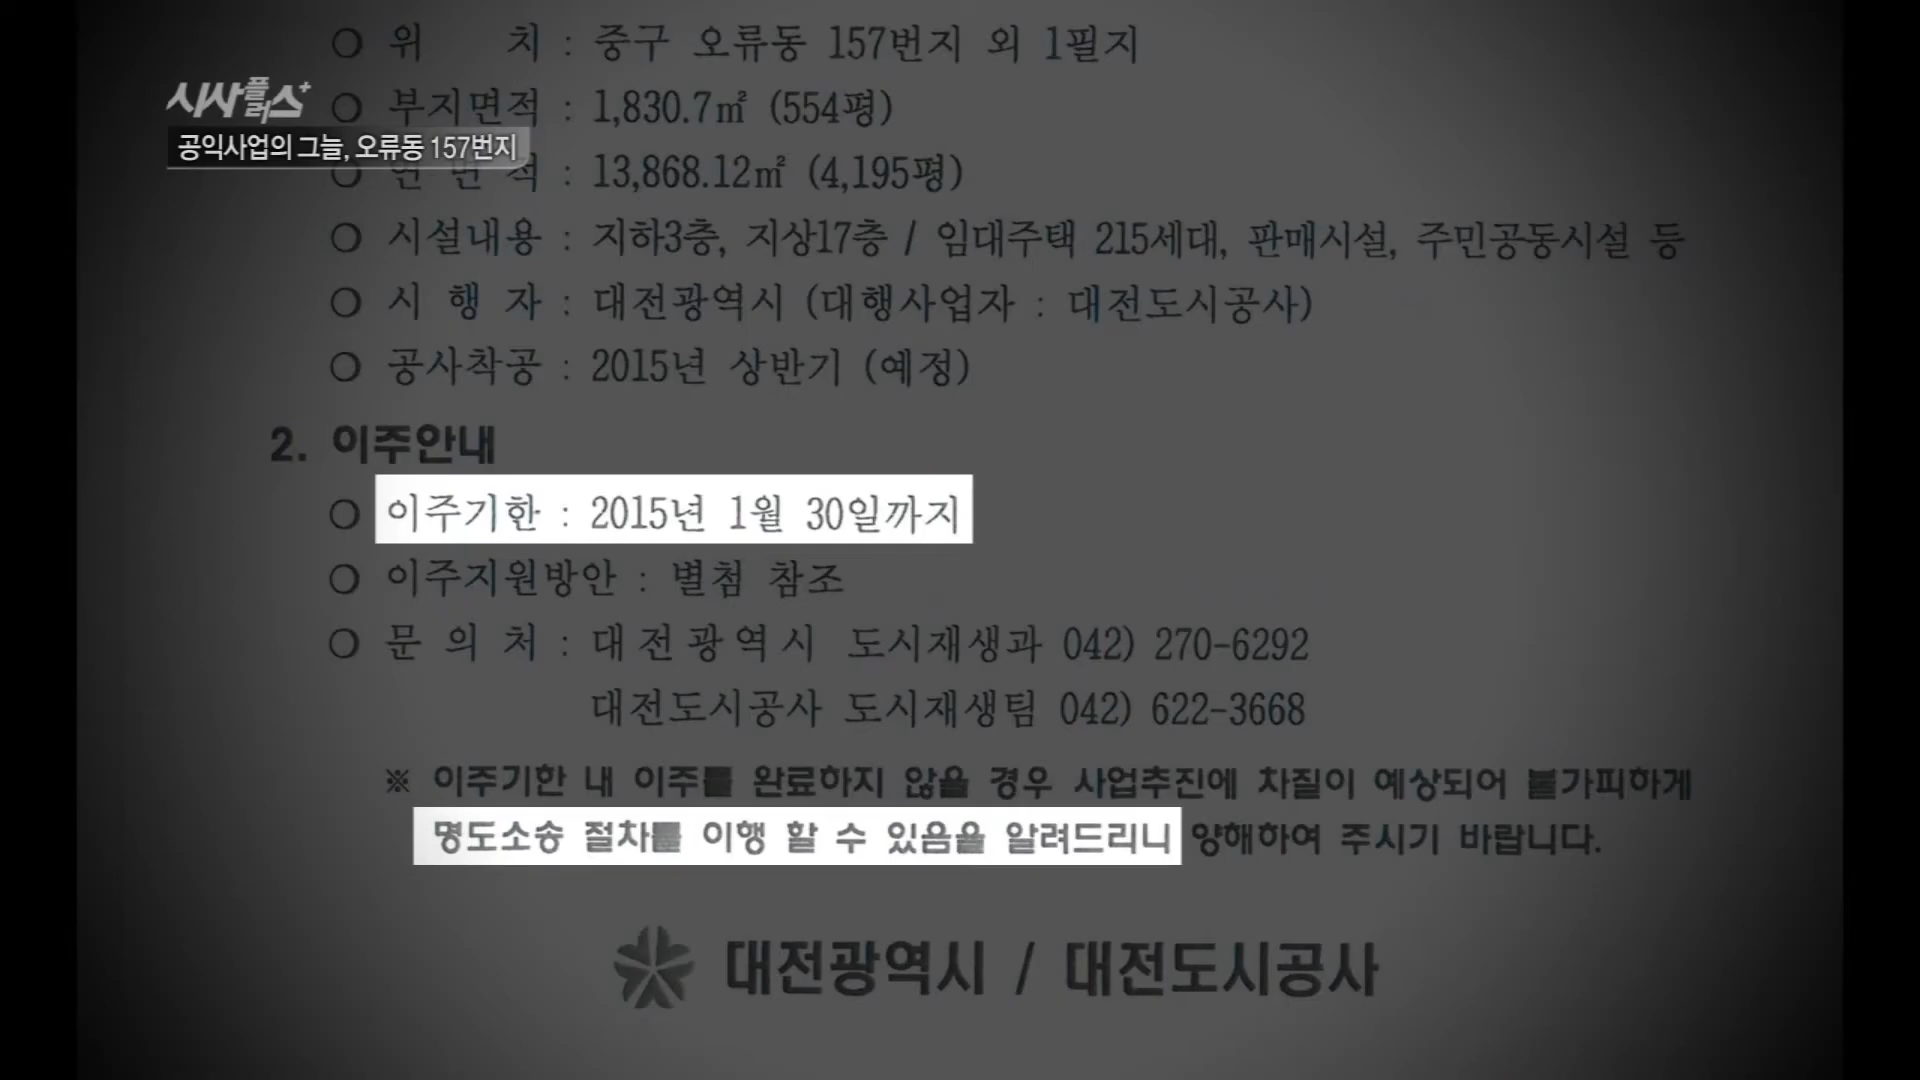 ○ 위 치 : 중구 오류동 157번지 외 1필지
시사플러스+
○ 부지면적 : 1,830.7㎡ (554평)
공익사업의 그늘, 오류동 157번지
○ 연 면 적 : 13,868.12㎡ (4,195평)
○ 시설내용 : 지하3층, 지상17층 / 임대주택 215세대, 판매시설, 주민공동시설 등
○ 시 행 자 : 대전광역시 (대행사업자 : 대전도시공사)
○ 공사착공 : 2015년 상반기 (예정)
2. 이주안내
○ 이주기한 : 2015년 1월 30일까지
○ 이주지원방안 : 별첨 참조
○ 문 의 처 : 대전광역시 도시재생과 042) 270-6292
대전도시공사 도시재생팀 042) 622-3668
※ 이주기한 내 이주를 완료하지 않을 경우 사업추진에 차질이 예상되어 불가피하게
명도소송 절차를 이행 할 수 있음을 알려드리니 양해하여 주시기 바랍니다.
대전광역시 / 대전도시공사